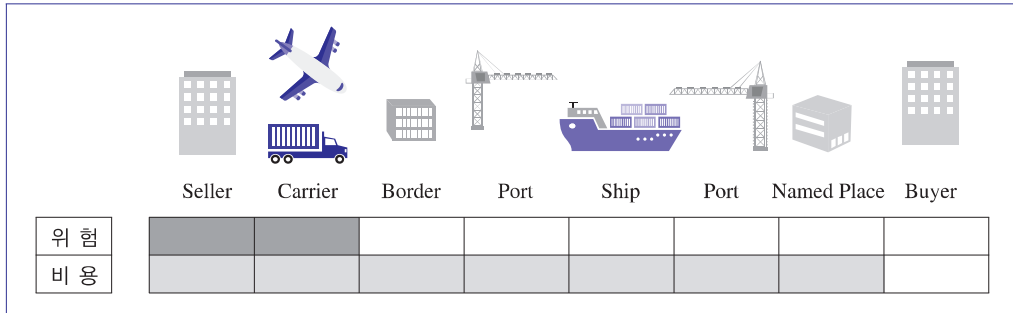 Seller Carrier Border Port Ship Port Named Place Buyer
위 험
비 용